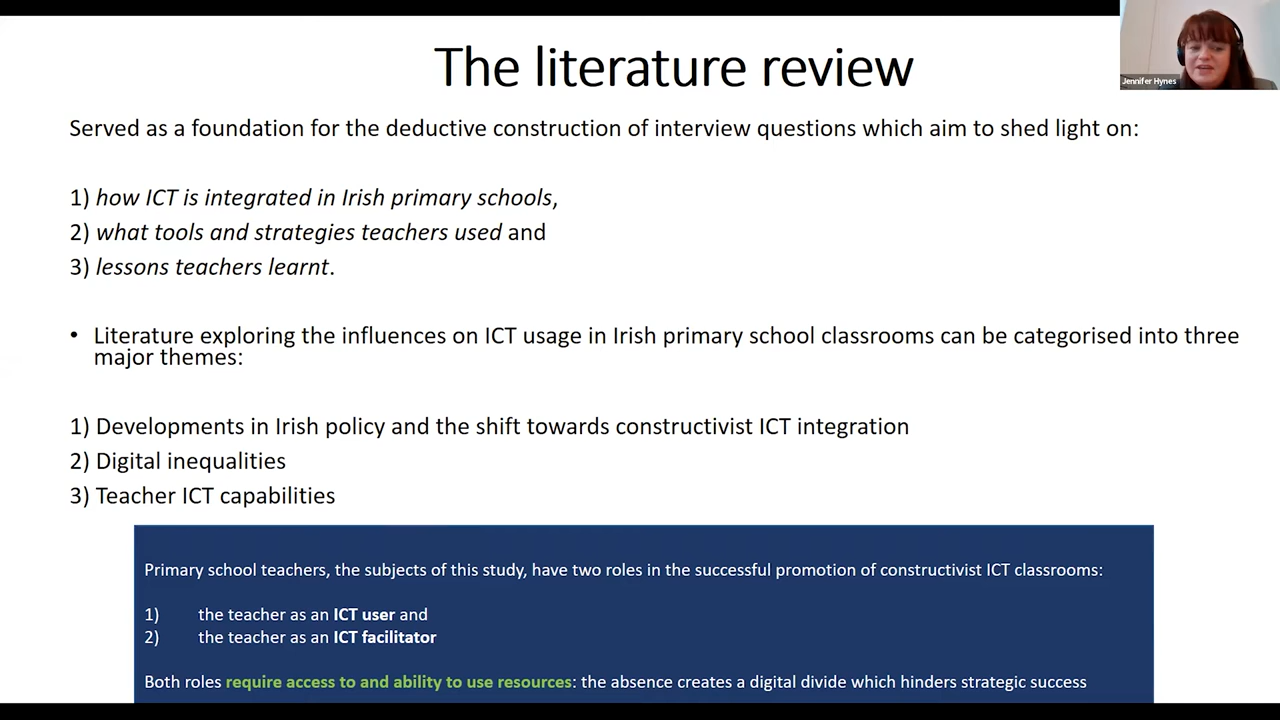 The literature review
Jennifer Hynes
Served as a foundation for the deductive construction of interview questions which aim to shed light on:
1) how ICT is integrated in Irish primary schools,
2) what tools and strategies teachers used and
3) lessons teachers learnt.
• Literature exploring the influences on ICT usage in Irish primary school classrooms can be categorised into three
major themes:
1) Developments in Irish policy and the shift towards constructivist ICT integration
2) Digital inequalities
3) Teacher ICT capabilities
Primary school teachers, the subjects of this study, have two roles in the successful promotion of constructivist ICT classrooms:
1) the teacher as an ICT user and
2) the teacher as an ICT facilitator
Both roles require access to and ability to use resources: the absence creates a digital divide which hinders strategic success